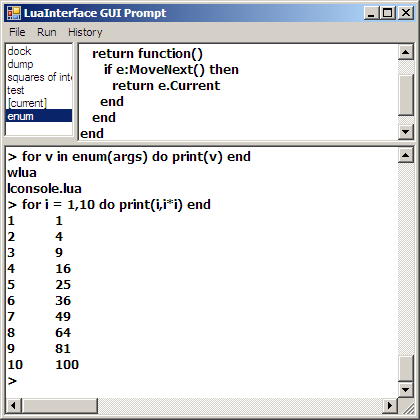 LuaInterface GUI Prompt
File Run History
dock
dump
squares of inte
test
[current]
enum
return function()
if e:MoveNext() then
return e.Current
end
end
end
> for v in enum(args) do print(v) end
wlua
lconsole.lua
> for i = 1,10 do print(i,i*i) end
1 1
2 4
3 9
4 16
5 25
6 36
7 49
8 64
9 81
10 100
>